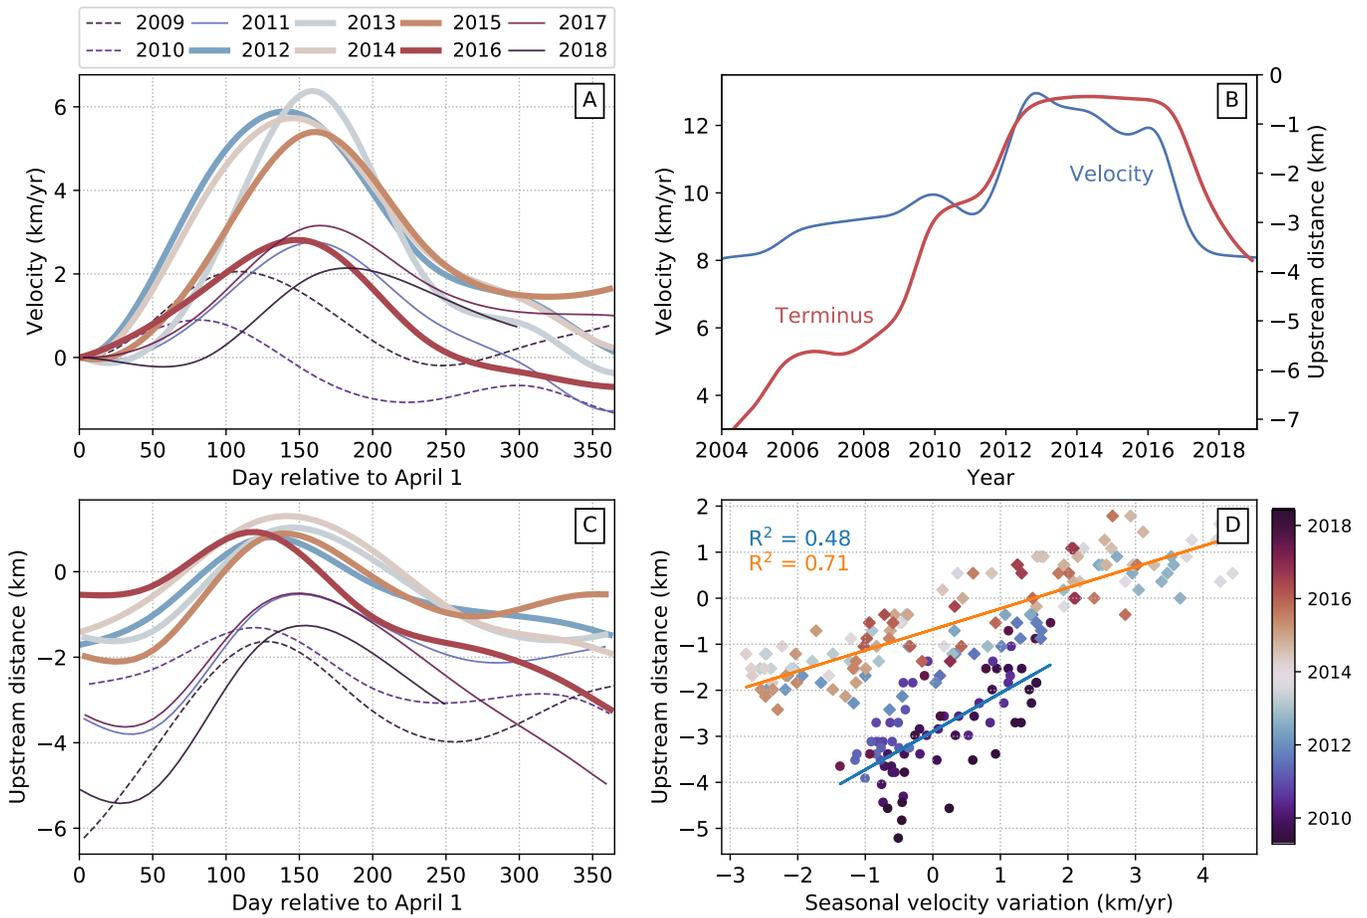 2009 2011 2013 2015 2017
2010 2012 2014 2016 2018
A
6
4
2
0
Velocity (km/yr)
0 50 100 150 200 250 300 350
Day relative to April 1
B
12
10
8
6
4
Velocity (km/yr)
0
−1
−2
−3
−4
−5
−6
−7
Upstream distance (km)
Velocity
Terminus
2004 2006 2008 2010 2012 2014 2016 2018
Year
C
0
−2
−4
−6
Upstream distance (km)
0 50 100 150 200 250 300 350
Day relative to April 1
D
2
1
0
−1
−2
−3
−4
−5
Upstream distance (km)
R² = 0.48
R² = 0.71
−3 −2 −1 0 1 2 3 4
Seasonal velocity variation (km/yr)
2018
2016
2014
2012
2010